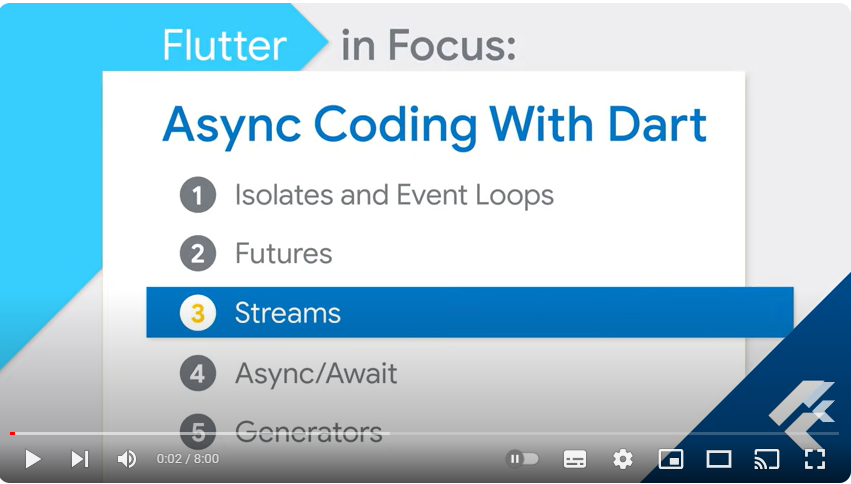 Flutter in Focus:
Async Coding With Dart
1 Isolates and Event Loops
2 Futures
3 Streams
4 Async/Await
5 Generators
0:02 / 8:00